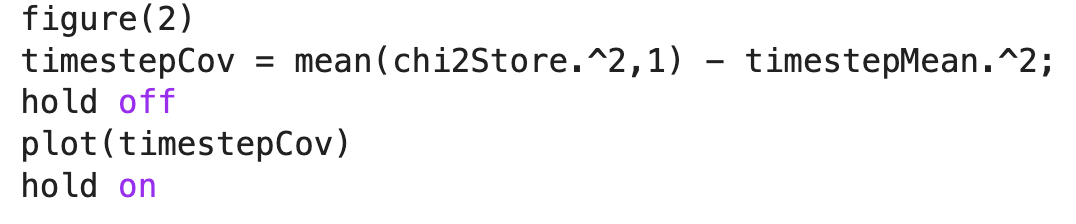 figure(2)
timestepCov = mean(chi2Store.^2,1) - timestepMean.^2;
hold off
plot(timestepCov)
hold on